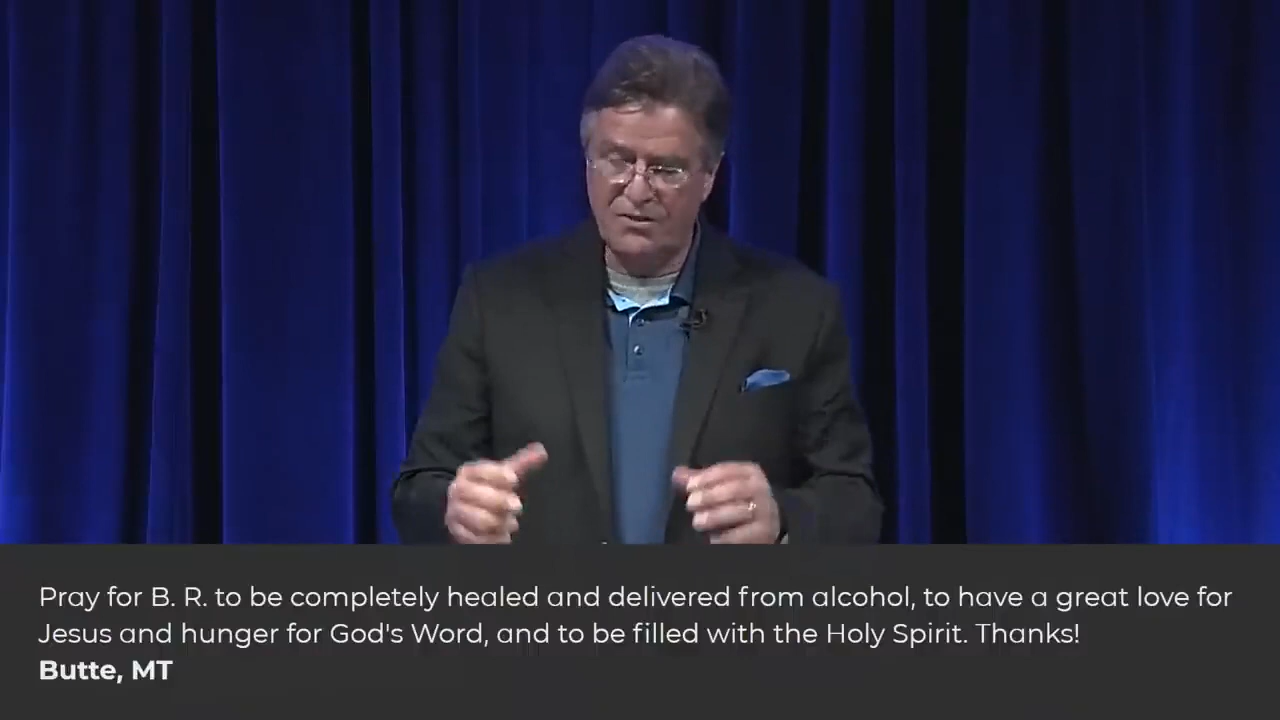 Pray for B. R. to be completely healed and delivered from alcohol, to have a great love for
Jesus and hunger for God's Word, and to be filled with the Holy Spirit. Thanks!
Butte, MT